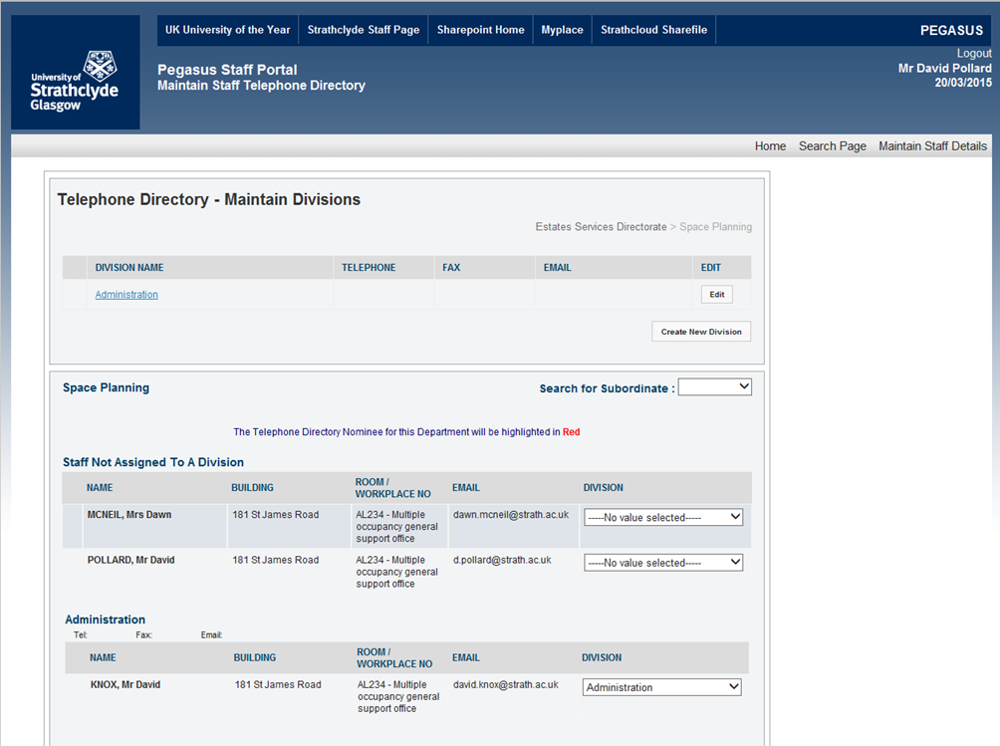 UK University of the Year Strathclyde Staff Page Sharepoint Home Myplace Strathcloud Sharefile PEGASUS
Logout
University of
Strathclyde
Glasgow
Pegasus Staff Portal
Maintain Staff Telephone Directory
Mr David Pollard
20/03/2015
Home Search Page Maintain Staff Details
Telephone Directory - Maintain Divisions
Estates Services Directorate > Space Planning
DIVISION NAME TELEPHONE FAX EMAIL EDIT
Administration Edit
Create New Division
Space Planning Search for Subordinate :
The Telephone Directory Nominee for this Department will be highlighted in Red
Staff Not Assigned To A Division
NAME BUILDING ROOM / WORKPLACE NO EMAIL DIVISION
MCNEIL, Mrs Dawn 181 St James Road AL234 - Multiple dawn.mcneil@strath.ac.uk -----No value selected-----
occupancy general
support office
POLLARD, Mr David 181 St James Road AL234 - Multiple d.pollard@strath.ac.uk -----No value selected-----
occupancy general
support office
Administration
Tel: Fax: Email:
NAME BUILDING ROOM / WORKPLACE NO EMAIL DIVISION
KNOX, Mr David 181 St James Road AL234 - Multiple david.knox@strath.ac.uk Administration
occupancy general
support office